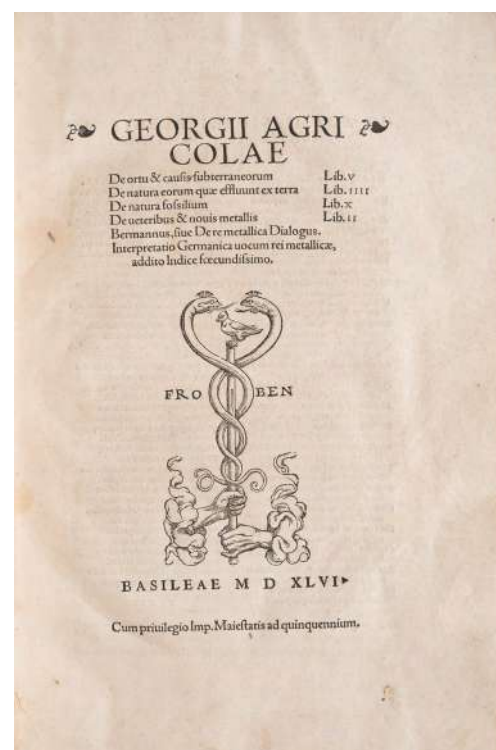 GEORGII AGRI
COLAE
De ortu & causis subterraneorum Lib. v
De natura eorum quæ effluunt ex terra Lib. IIII
De natura fossilium Lib. x
De ueteribus & nouis metallis Lib. II
Bermannus, siue De re metallica Dialogus.
Interpretatio Germanica uocum rei metallicæ,
addito Indice fœcundissimo.
FRO BEN
BASILEAE M D XLVI
Cum priuilegio Imp. Maiestatis ad quinquennium.